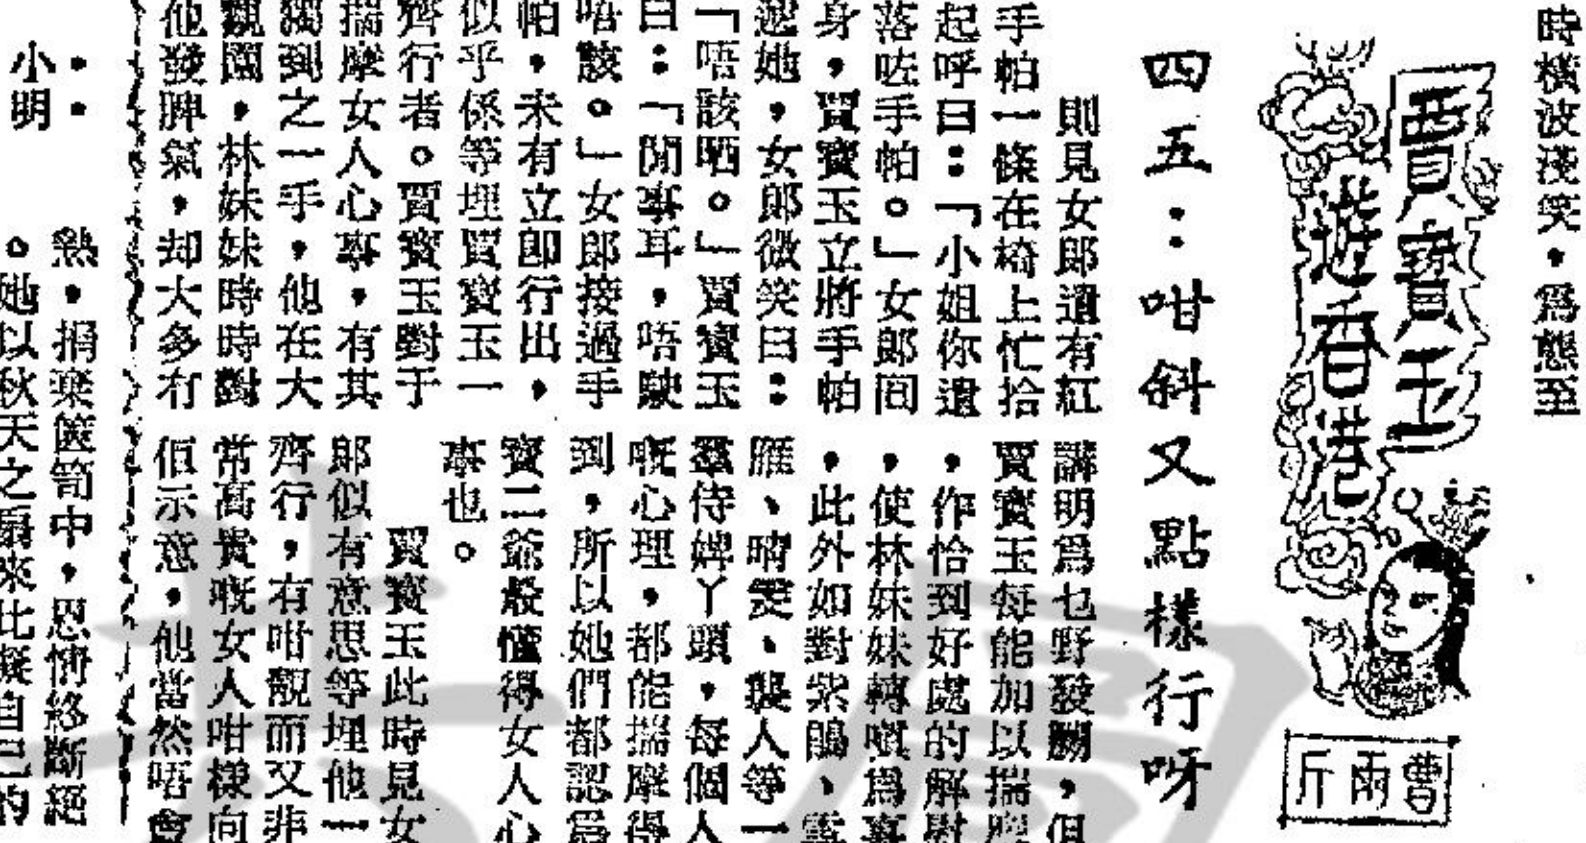 時橫波淺笑，爲態至
賈寶玉
遊香港
曹雨斤
四五：咁斜又點樣行呀
則見女郎遺有紅
手帕一條在椅上忙拾
起呼曰：「小姐你遺
落咗手帕。」女郎囘
身，賈寶玉立將手帕
遞她，女郎微笑曰：
「唔該晒。」賈寶玉
曰：「閒事耳，唔駛
唔該。」女郎接過手
帕，未有立卽行出，
似乎係等埋賈寶玉一
齊行者。賈寶玉對于
揣摩女人心事，有其
獨到之一手，他在大
觀園，林妹妹時時對
他發脾氣，却大多冇
講明爲乜野發嬲，但
賈寶玉每能加以揣摩
，作恰到好處的解慰
，使林妹妹轉嗔爲喜
，此外如對紫鵑、雪
雁、晴雯、襲人等一
羣侍婢丫頭，每個人
嘅心理，都能揣摩得
到，所以她們都認爲
寶二爺最懂得女人心
事也。
賈寶玉此時見女
郎似有意思等埋他一
齊行，有咁靚而又非
常高貴嘅女人咁樣向
佢示意，他當然唔會
小明
熱，捐棄篋笥中，恩情終斷絕
。她以秋天之扇來比擬自己的